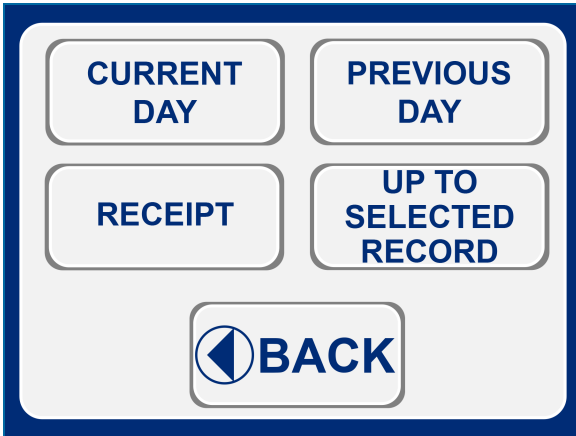 CURRENT
DAY
PREVIOUS
DAY
RECEIPT
UP TO
SELECTED
RECORD
BACK